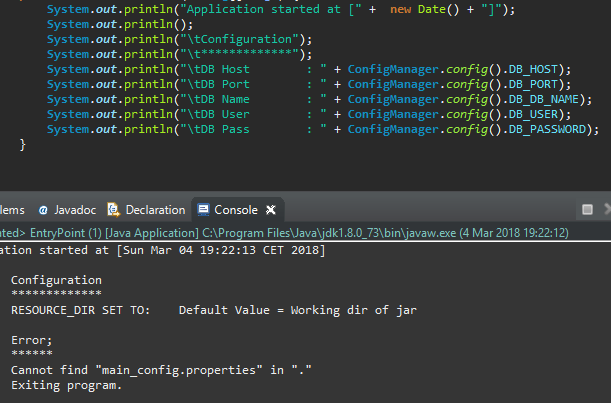 System.out.println("Application started at [" +  new Date() + "]");
System.out.println();
System.out.println("\tConfiguration");
System.out.println("\t*************");
System.out.println("\tDB Host        : " + ConfigManager.config().DB_HOST);
System.out.println("\tDB Port        : " + ConfigManager.config().DB_PORT);
System.out.println("\tDB Name        : " + ConfigManager.config().DB_DB_NAME);
System.out.println("\tDB User        : " + ConfigManager.config().DB_USER);
System.out.println("\tDB Pass        : " + ConfigManager.config().DB_PASSWORD);
}
lems @ Javadoc Declaration Console
ted> EntryPoint (1) [Java Application] C:\Program Files\Java\jdk1.8.0_73\bin\javaw.exe (4 Mar 2018 19:22:12)
ation started at [Sun Mar 04 19:22:13 CET 2018]
Configuration
*************
RESOURCE_DIR SET TO:    Default Value = Working dir of jar
Error;
******
Cannot find "main_config.properties" in "."
Exiting program.